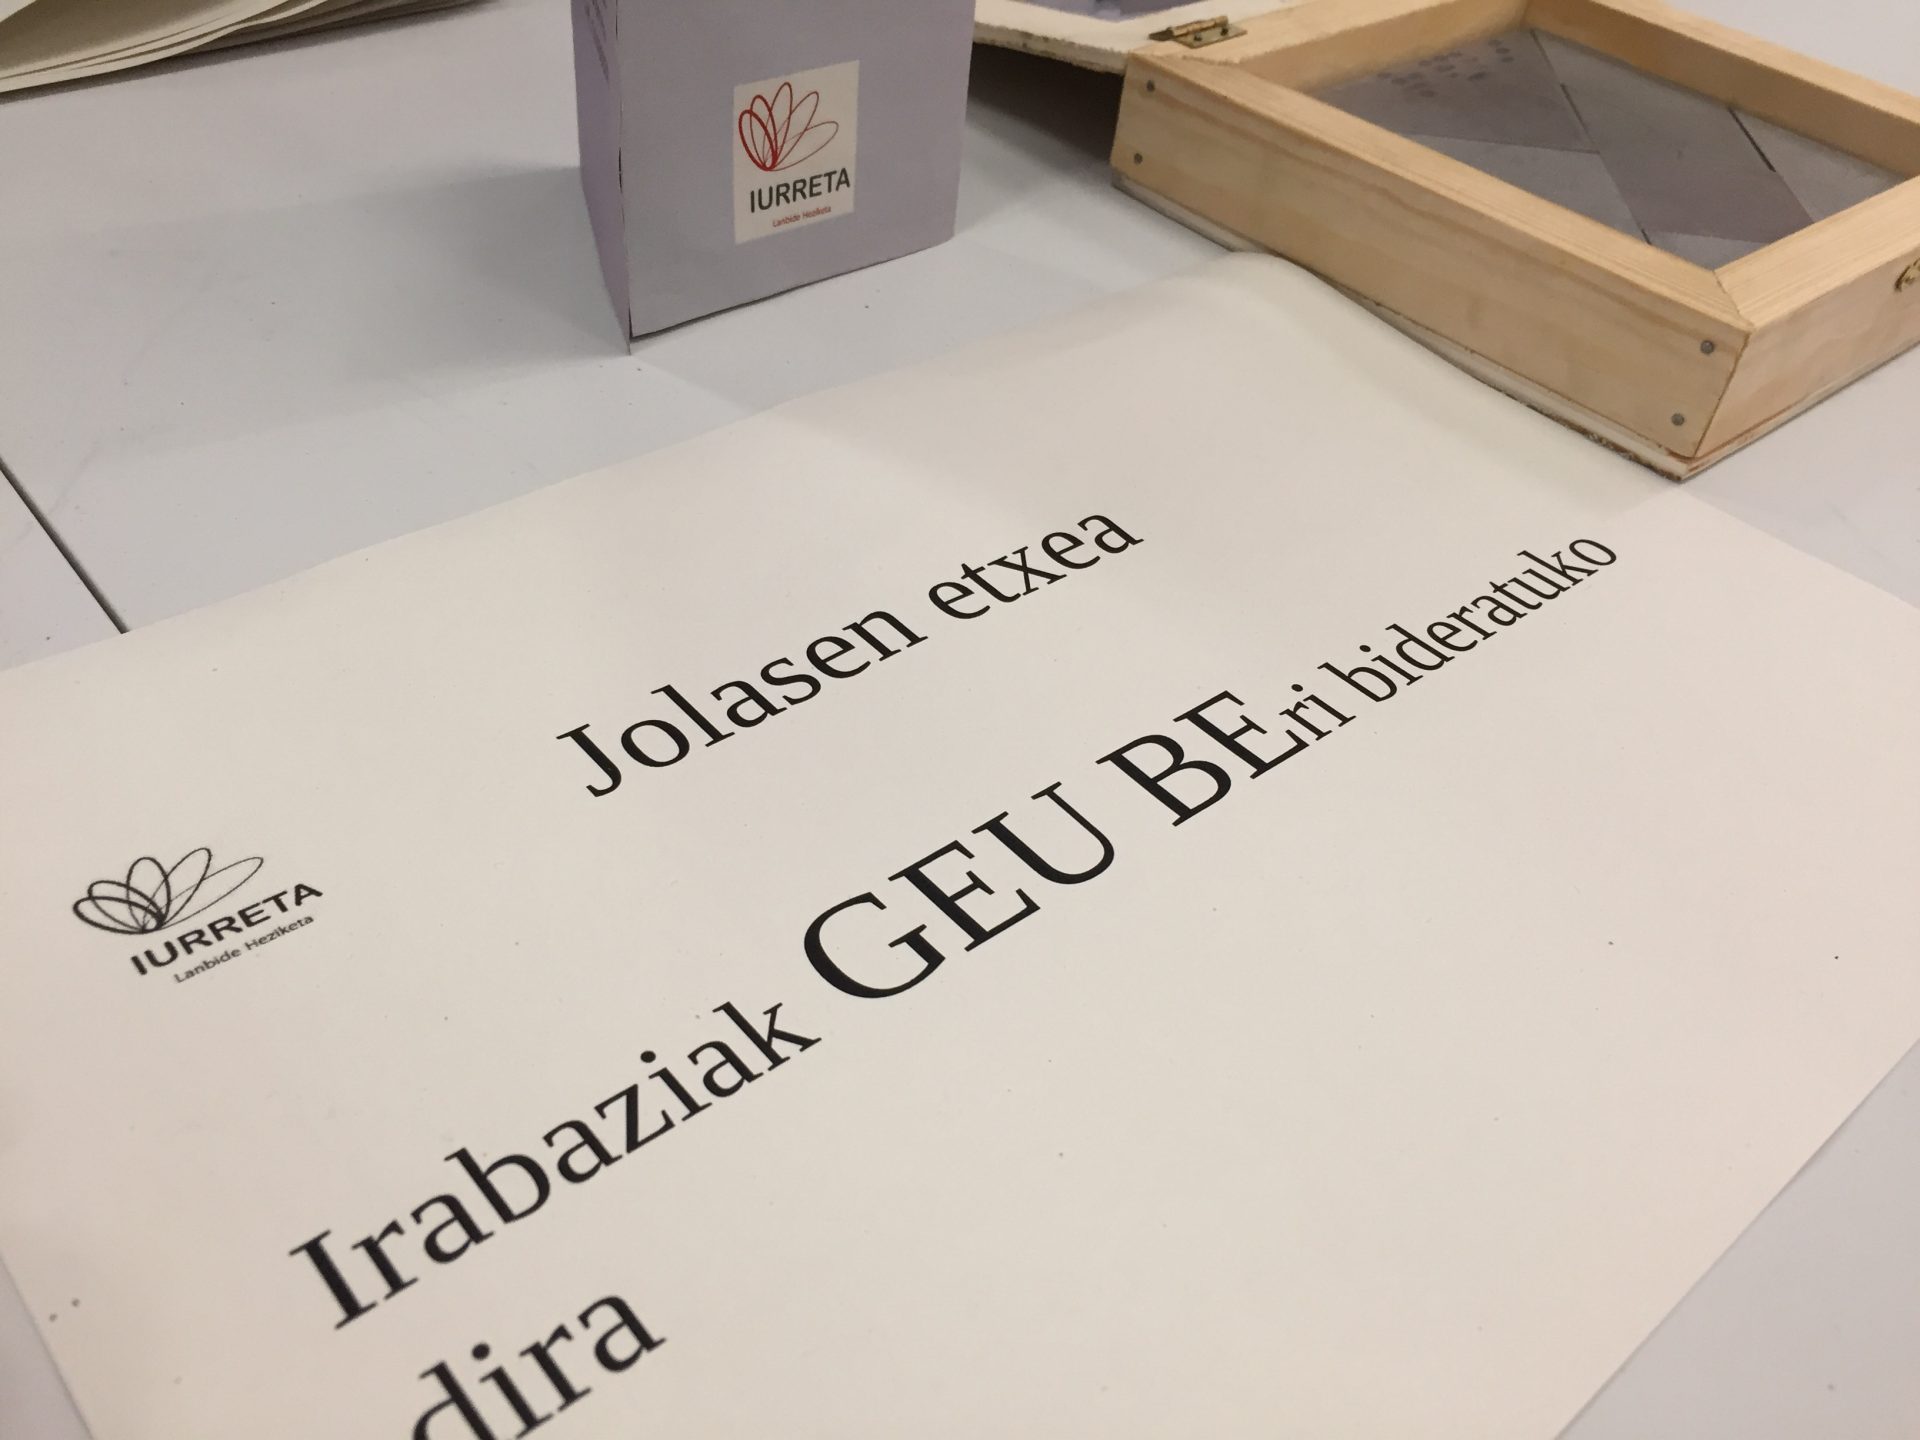 IURRETA
Lanbide Heziketa
Jolasen etxea
IURRETA
Lanbide Heziketa
Irabaziak GEU BEri bideratuko
dira